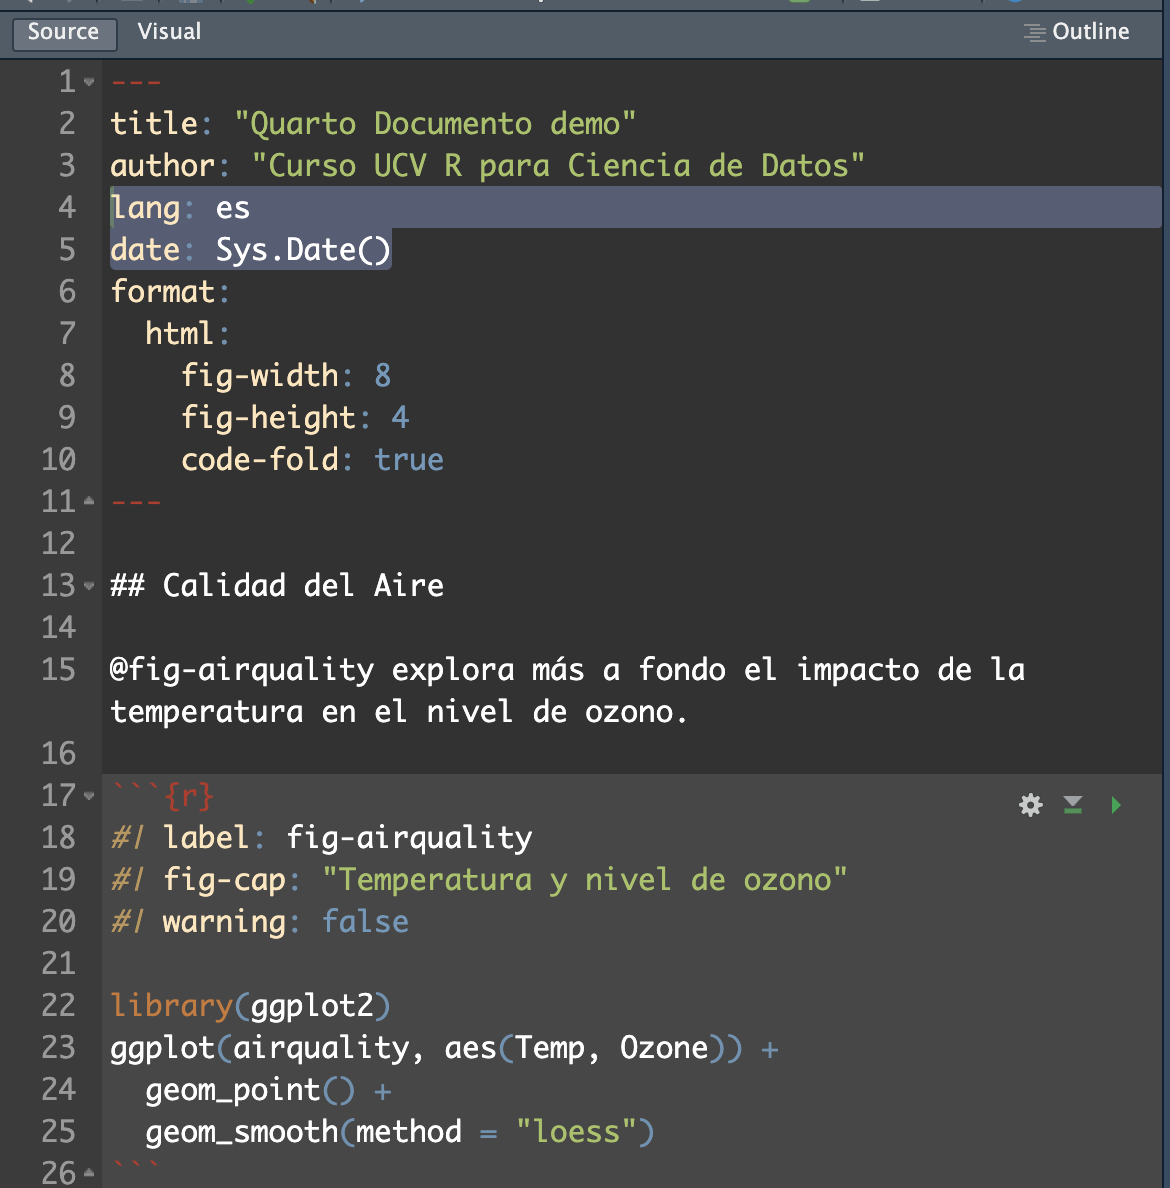 Source Visual Outline
1 ---
2 title: "Quarto Documento demo"
3 author: "Curso UCV R para Ciencia de Datos"
4 lang: es
5 date: Sys.Date()
6 format:
7   html:
8     fig-width: 8
9     fig-height: 4
10     code-fold: true
11 ---
12
13 ## Calidad del Aire
14
15 @fig-airquality explora más a fondo el impacto de la
temperatura en el nivel de ozono.
16
17 ```{r}
18 #| label: fig-airquality
19 #| fig-cap: "Temperatura y nivel de ozono"
20 #| warning: false
21
22 library(ggplot2)
23 ggplot(airquality, aes(Temp, Ozone)) +
24   geom_point() +
25   geom_smooth(method = "loess")
26 ```